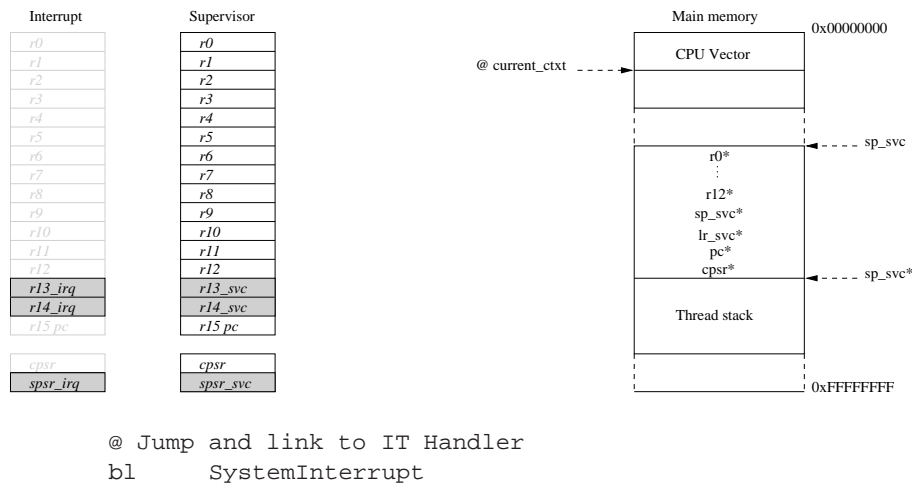 Interrupt
r0
r1
r2
r3
r4
r5
r6
r7
r8
r9
r10
r11
r12
r13_irq
r14_irq
r15 pc
cpsr
spsr_irq
Supervisor
r0
r1
r2
r3
r4
r5
r6
r7
r8
r9
r10
r11
r12
r13_svc
r14_svc
r15 pc
cpsr
spsr_svc
Main memory
0x00000000
CPU Vector
@ current_ctxt
sp_svc
r0*
r12*
sp_svc*
lr_svc*
pc*
cpsr*
sp_svc*
Thread stack
0xFFFFFFFF
@ Jump and link to IT Handler
bl SystemInterrupt